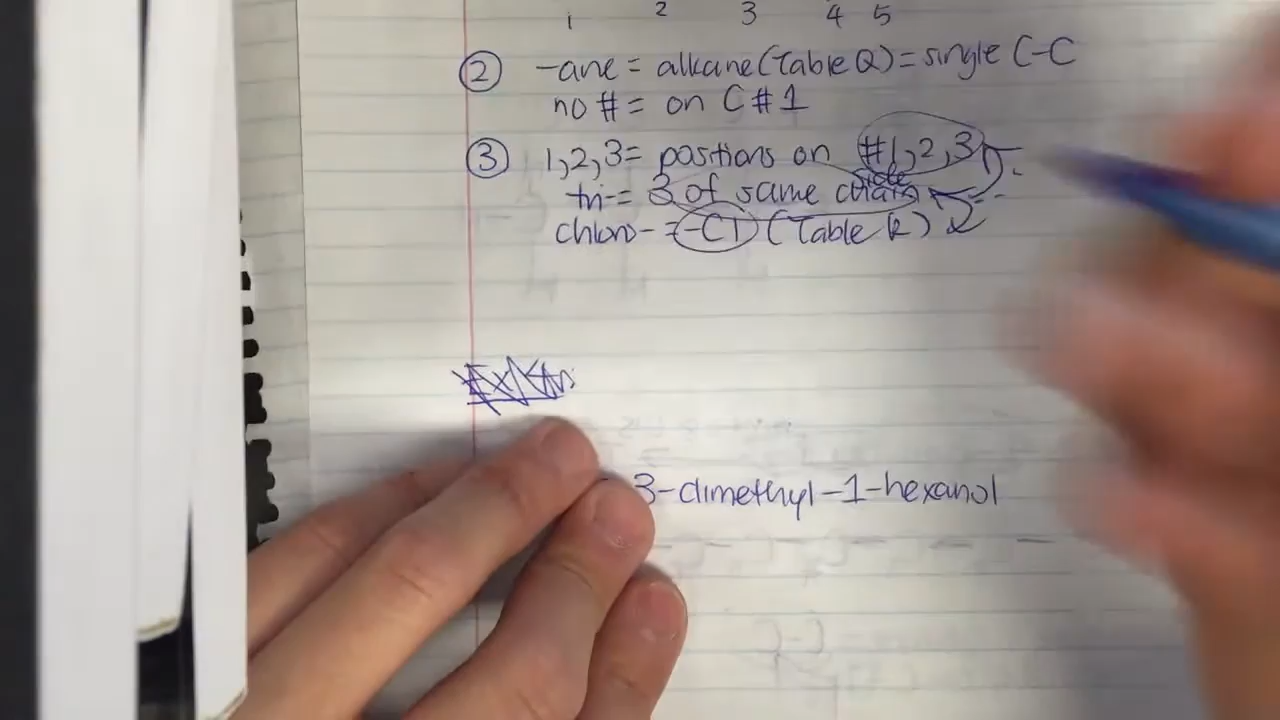 1 2 3 4 5
② -ane = alkane (Table Q) = single C-C
no # = on C #1
③ 1,2,3 = positions on #1,2,3
side
tri- = 3 of same chain
chloro- = -Cl (Table R)
3-dimethyl-1-hexanol